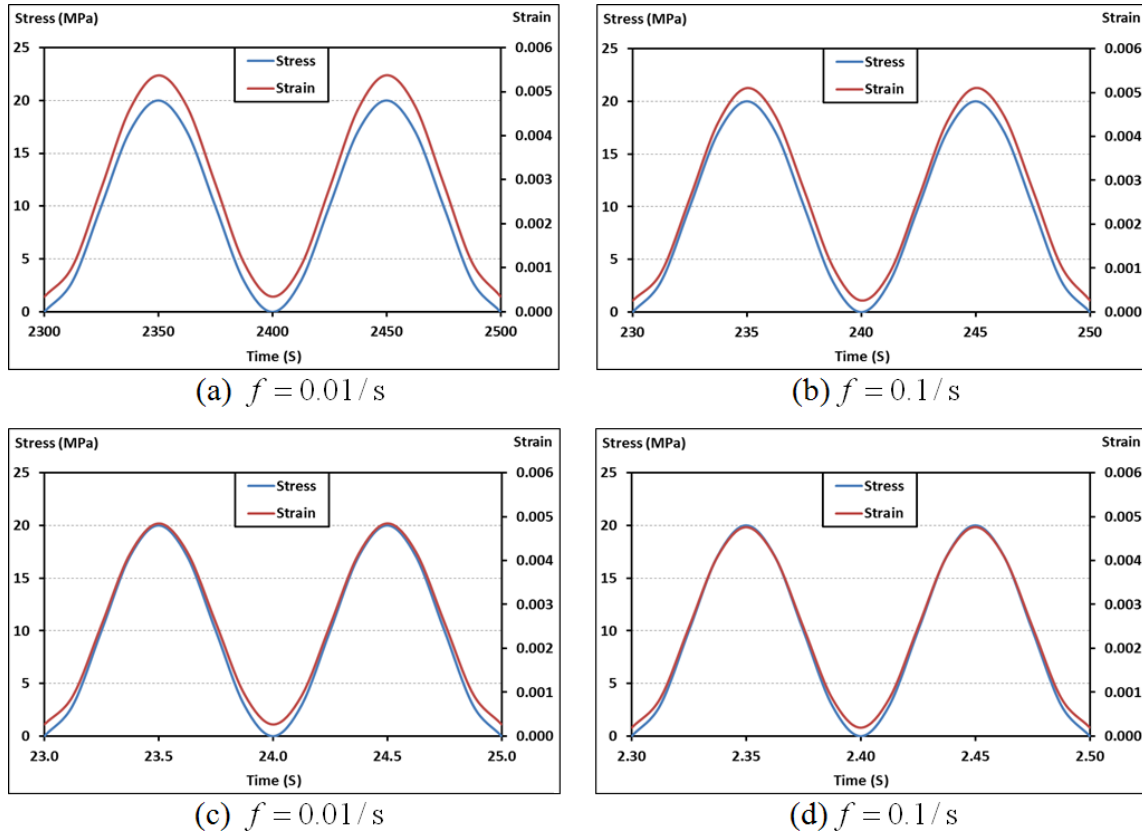 Stress (MPa) Strain
25 0.006
Stress
Strain
20 0.005
0.004
15
0.003
10
0.002
5
0.001
0 0.000
2300 2350 2400 2450 2500
Time (S)
(a) f = 0.01/s
Stress (MPa) Strain
25 0.006
Stress
Strain
20 0.005
0.004
15
0.003
10
0.002
5
0.001
0 0.000
230 235 240 245 250
Time (S)
(b) f = 0.1/s
Stress (MPa) Strain
25 0.006
Stress
Strain
20 0.005
0.004
15
0.003
10
0.002
5
0.001
0 0.000
23.0 23.5 24.0 24.5 25.0
Time (S)
(c) f = 0.01/s
Stress (MPa) Strain
25 0.006
Stress
Strain
20 0.005
0.004
15
0.003
10
0.002
5
0.001
0 0.000
2.30 2.35 2.40 2.45 2.50
Time (S)
(d) f = 0.1/s